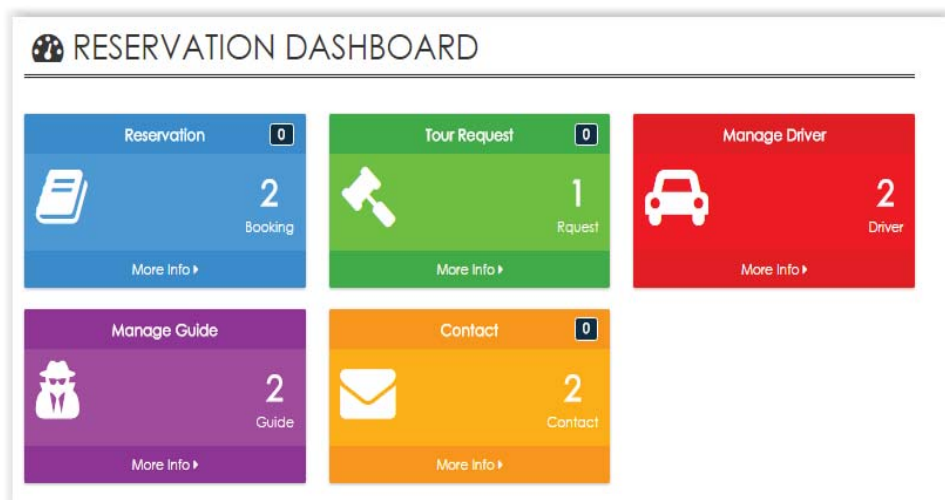 RESERVATION DASHBOARD
Reservation 0
2
Booking
More Info
Tour Request 0
1
Rquest
More Info
Manage Driver
2
Driver
More Info
Manage Guide
2
Guide
More Info
Contact 0
2
Contact
More Info